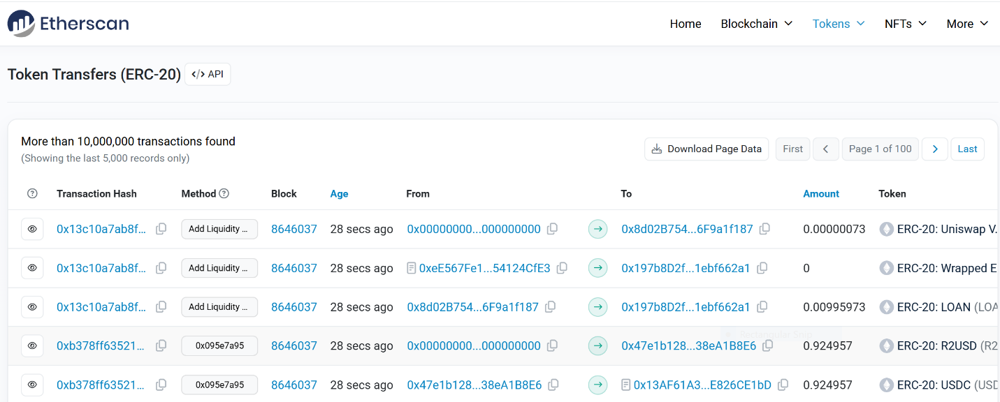 Etherscan
Home Blockchain Tokens NFTs More
Token Transfers (ERC-20) </> API
More than 10,000,000 transactions found
(Showing the last 5,000 records only)
Download Page Data First Page 1 of 100 Last
Transaction Hash Method Block Age From To Amount Token
0x13c10a7ab8f... Add Liquidity ... 8646037 28 secs ago 0x00000000...000000000 0x8d02B754...6F9a1f187 0.00000073 ERC-20: Uniswap V.
0x13c10a7ab8f... Add Liquidity ... 8646037 28 secs ago 0xeE567Fe1...54124CfE3 0x197b8D2f...1ebf662a1 0 ERC-20: Wrapped E
0x13c10a7ab8f... Add Liquidity ... 8646037 28 secs ago 0x8d02B754...6F9a1f187 0x197b8D2f...1ebf662a1 0.00995973 ERC-20: LOAN (LOA
Rectangular Snip
0xb378ff63521... 0x095e7a95 8646037 28 secs ago 0x00000000...000000000 0x47e1b128...38eA1B8E6 0.924957 ERC-20: R2USD (R2
0xb378ff63521... 0x095e7a95 8646037 28 secs ago 0x47e1b128...38eA1B8E6 0x13AF61A3...E826CE1bD 0.924957 ERC-20: USDC (USD